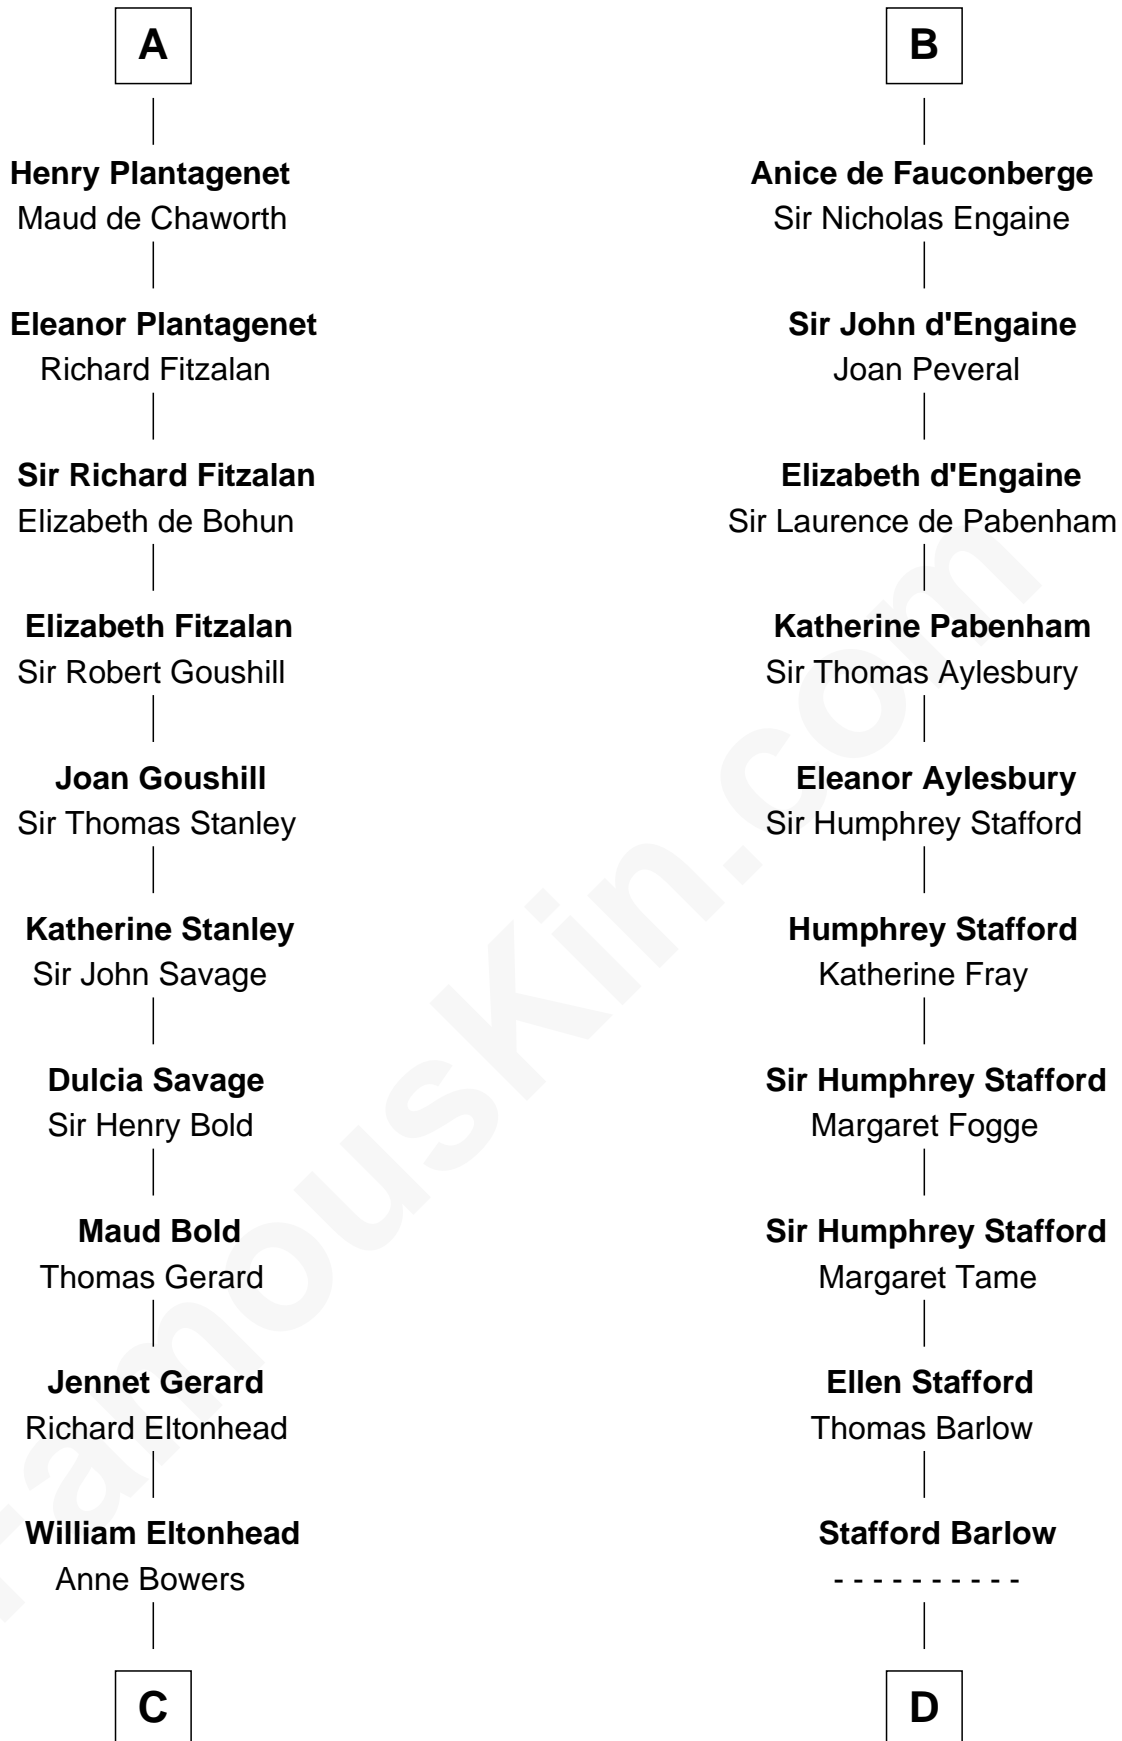 A
Henry Plantagenet
Maud de Chaworth
Eleanor Plantagenet
Richard Fitzalan
Sir Richard Fitzalan
Elizabeth de Bohun
Elizabeth Fitzalan
Sir Robert Goushill
Joan Goushill
Sir Thomas Stanley
Katherine Stanley
Sir John Savage
Dulcia Savage
Sir Henry Bold
Maud Bold
Thomas Gerard
Jennet Gerard
Richard Eltonhead
William Eltonhead
Anne Bowers
C
B
Anice de Fauconberge
Sir Nicholas Engaine
Sir John d'Engaine
Joan Peveral
Elizabeth d'Engaine
Sir Laurence de Pabenham
Katherine Pabenham
Sir Thomas Aylesbury
Eleanor Aylesbury
Sir Humphrey Stafford
Humphrey Stafford
Katherine Fray
Sir Humphrey Stafford
Margaret Fogge
Sir Humphrey Stafford
Margaret Tame
Ellen Stafford
Thomas Barlow
Stafford Barlow
- - - - - - - - - -
D
FamousKin.com